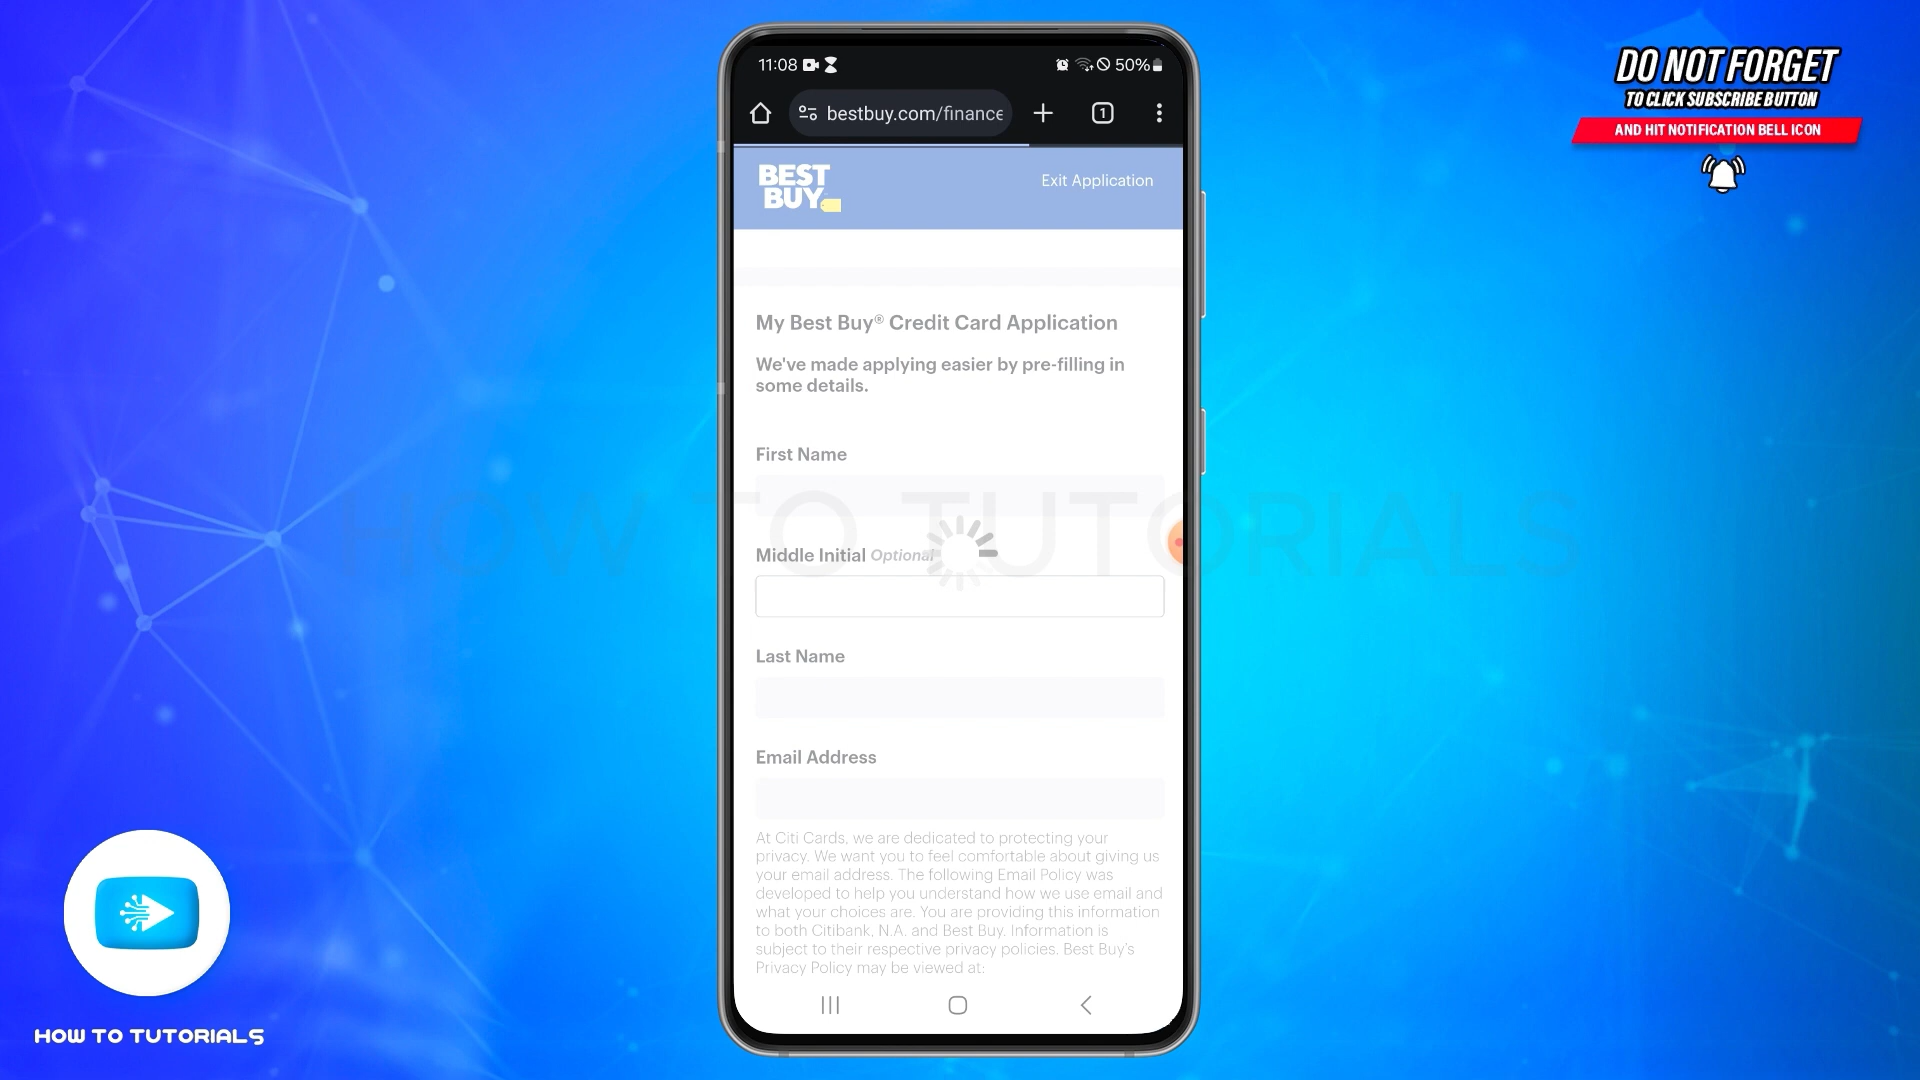 11:08
50%
bestbuy.com/finance
1
BEST
BUY
Exit Application
My Best Buy® Credit Card Application
We've made applying easier by pre-filling in
some details.
First Name
Middle Initial Optional
Last Name
Email Address
At Citi Cards, we are dedicated to protecting your
privacy. We want you to feel comfortable about giving us
your email address. The following Email Policy was
developed to help you understand how we use email and
what your choices are. You are providing this information
to both Citibank, N.A. and Best Buy. Information is
subject to their respective privacy policies. Best Buy's
Privacy Policy may be viewed at:
HOW TO TUTORIALS
DO NOT FORGET
TO CLICK SUBSCRIBE BUTTON
AND HIT NOTIFICATION BELL ICON
HOW TO TUTORIALS